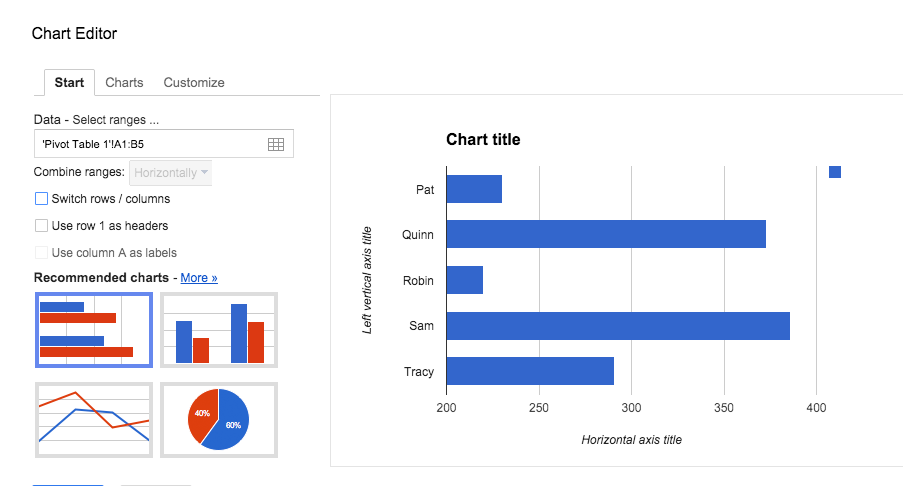 Chart Editor
Start Charts Customize
Data - Select ranges ...
'Pivot Table 1'!A1:B5
Combine ranges: Horizontally
Switch rows / columns
Use row 1 as headers
Use column A as labels
Recommended charts - More »
40%
60%
Chart title
Left vertical axis title
Pat
Quinn
Robin
Sam
Tracy
200 250 300 350 400
Horizontal axis title